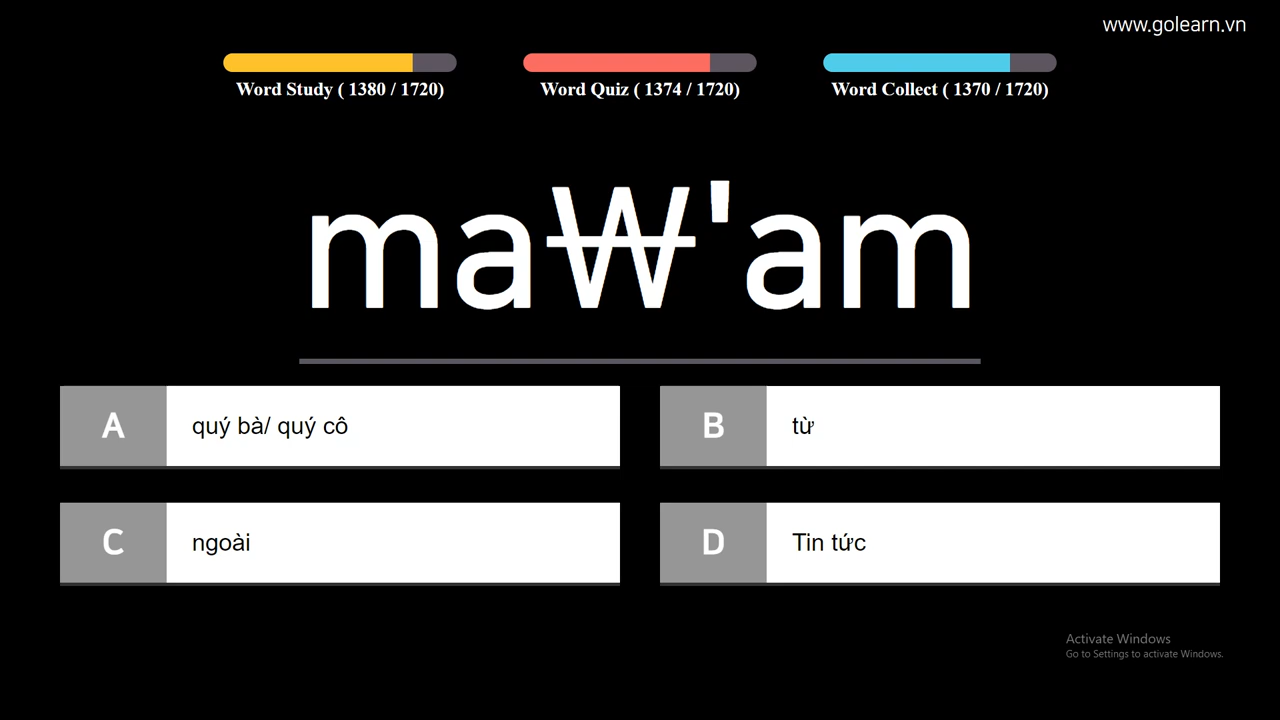 www.golearn.vn
Word Study ( 1380 / 1720)
Word Quiz ( 1374 / 1720)
Word Collect ( 1370 / 1720)
ma₩'am
A quý bà/ quý cô
B từ
C ngoài
D Tin tức
Activate Windows
Go to Settings to activate Windows.